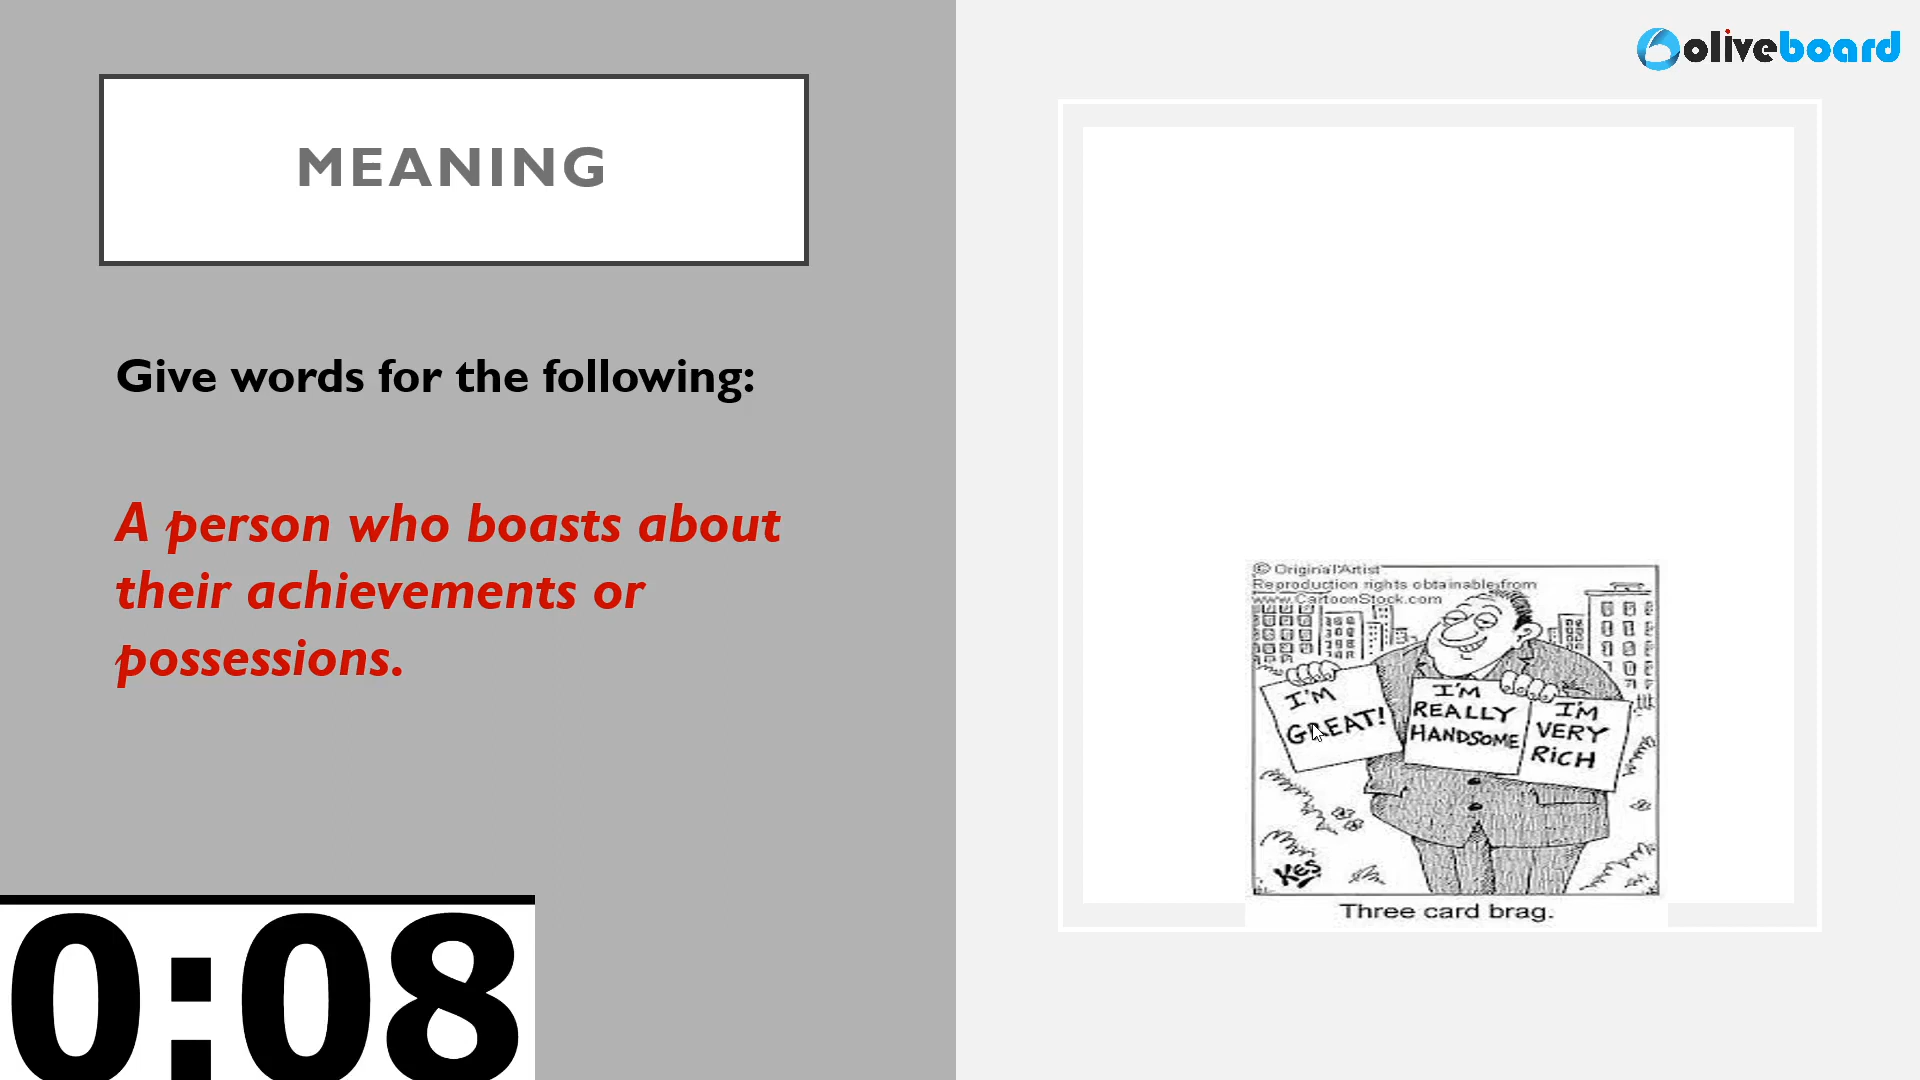 MEANING
Give words for the following:
A person who boasts about
their achievements or
possessions.
0:08
oliveboard
© Original Artist
Reproduction rights obtainable from
www.CartoonStock.com
I'M
GREAT!
I'M
REALLY
HANDSOME
I'M
VERY
RICH
Kes
Three card brag.